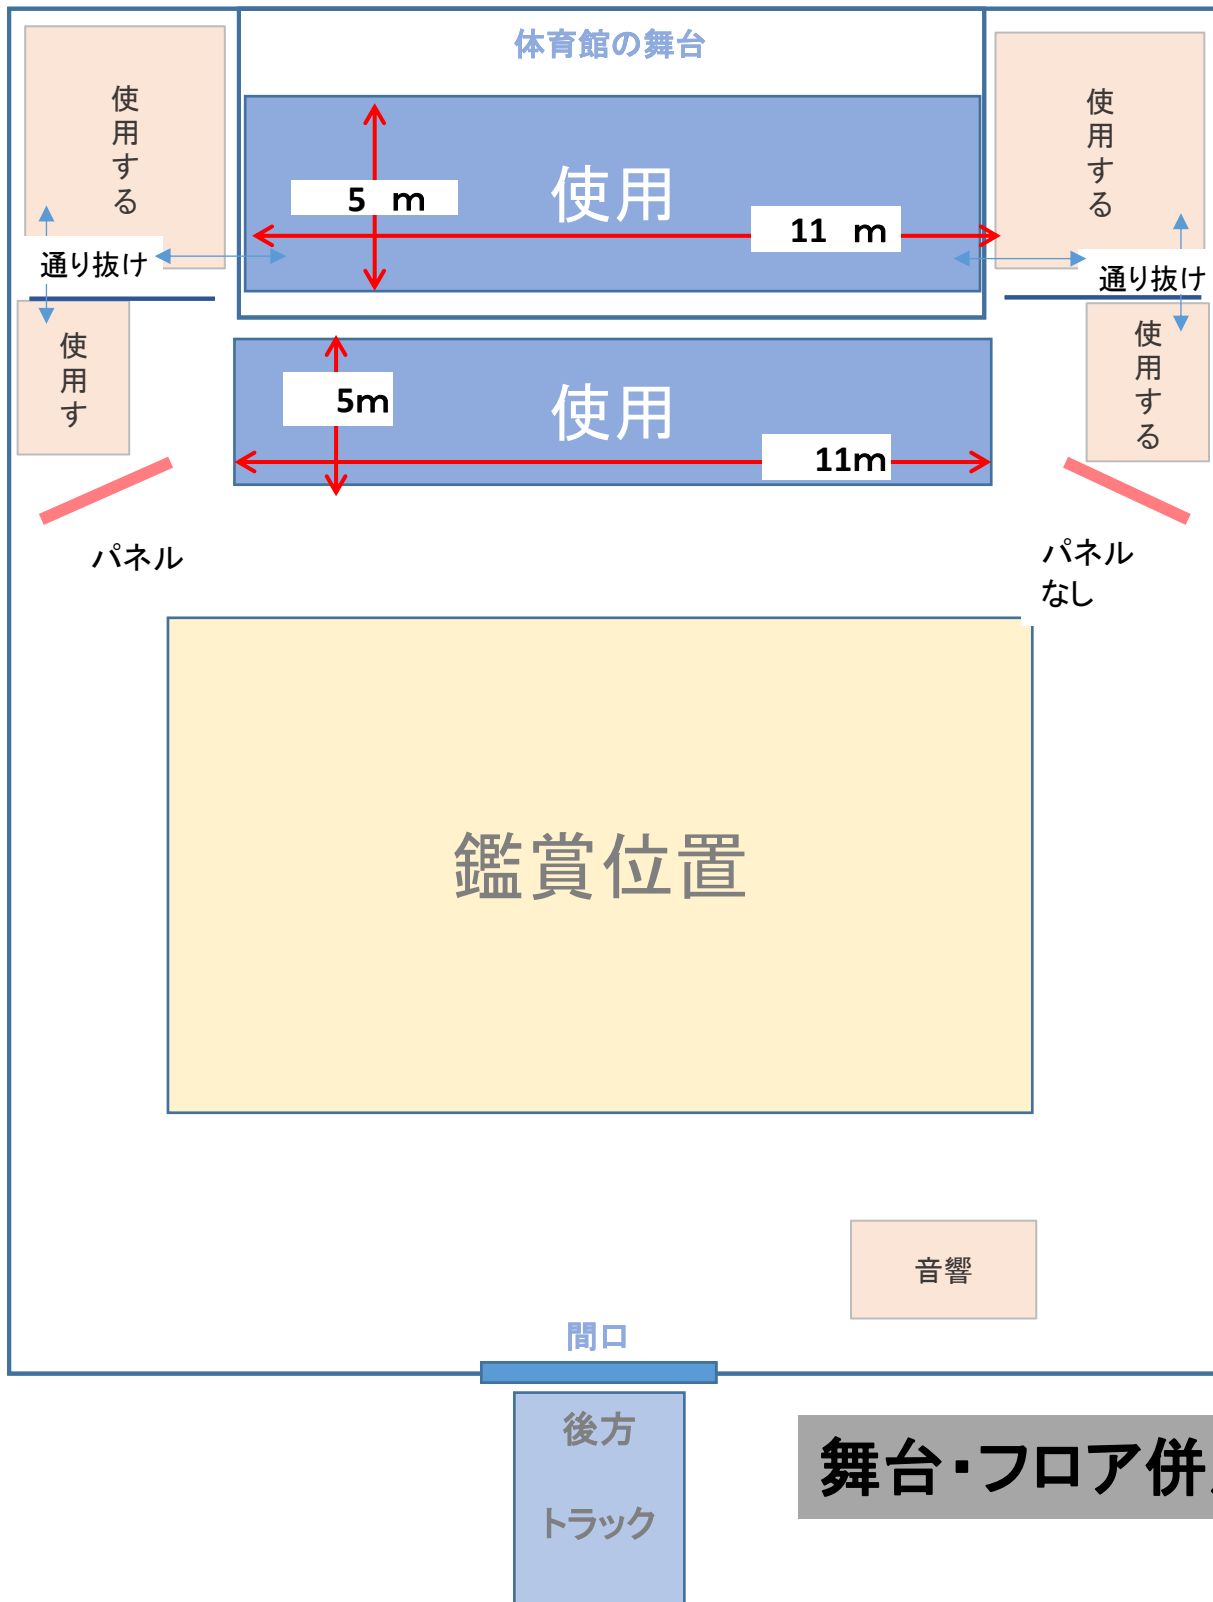 体育館の舞台
使用する
使用する
使用
5 m
11 m
通り抜け
通り抜け
使用す
使用する
使用
5m
11m
パネル
パネル
なし
鑑賞位置
音響
間口
後方
トラック
舞台・フロア併